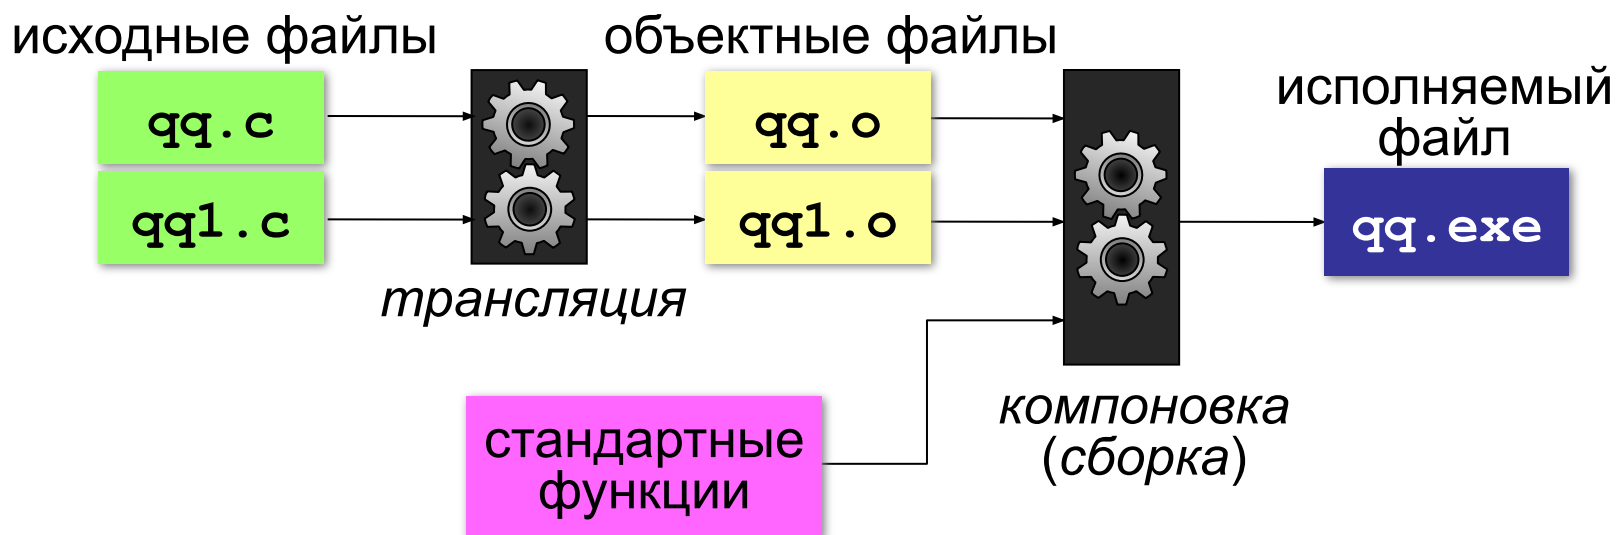 исходные файлы
объектные файлы
исполняемый
файл
qq.c
qq.o
qq1.c
qq1.o
qq.exe
трансляция
компоновка
(сборка)
стандартные
функции